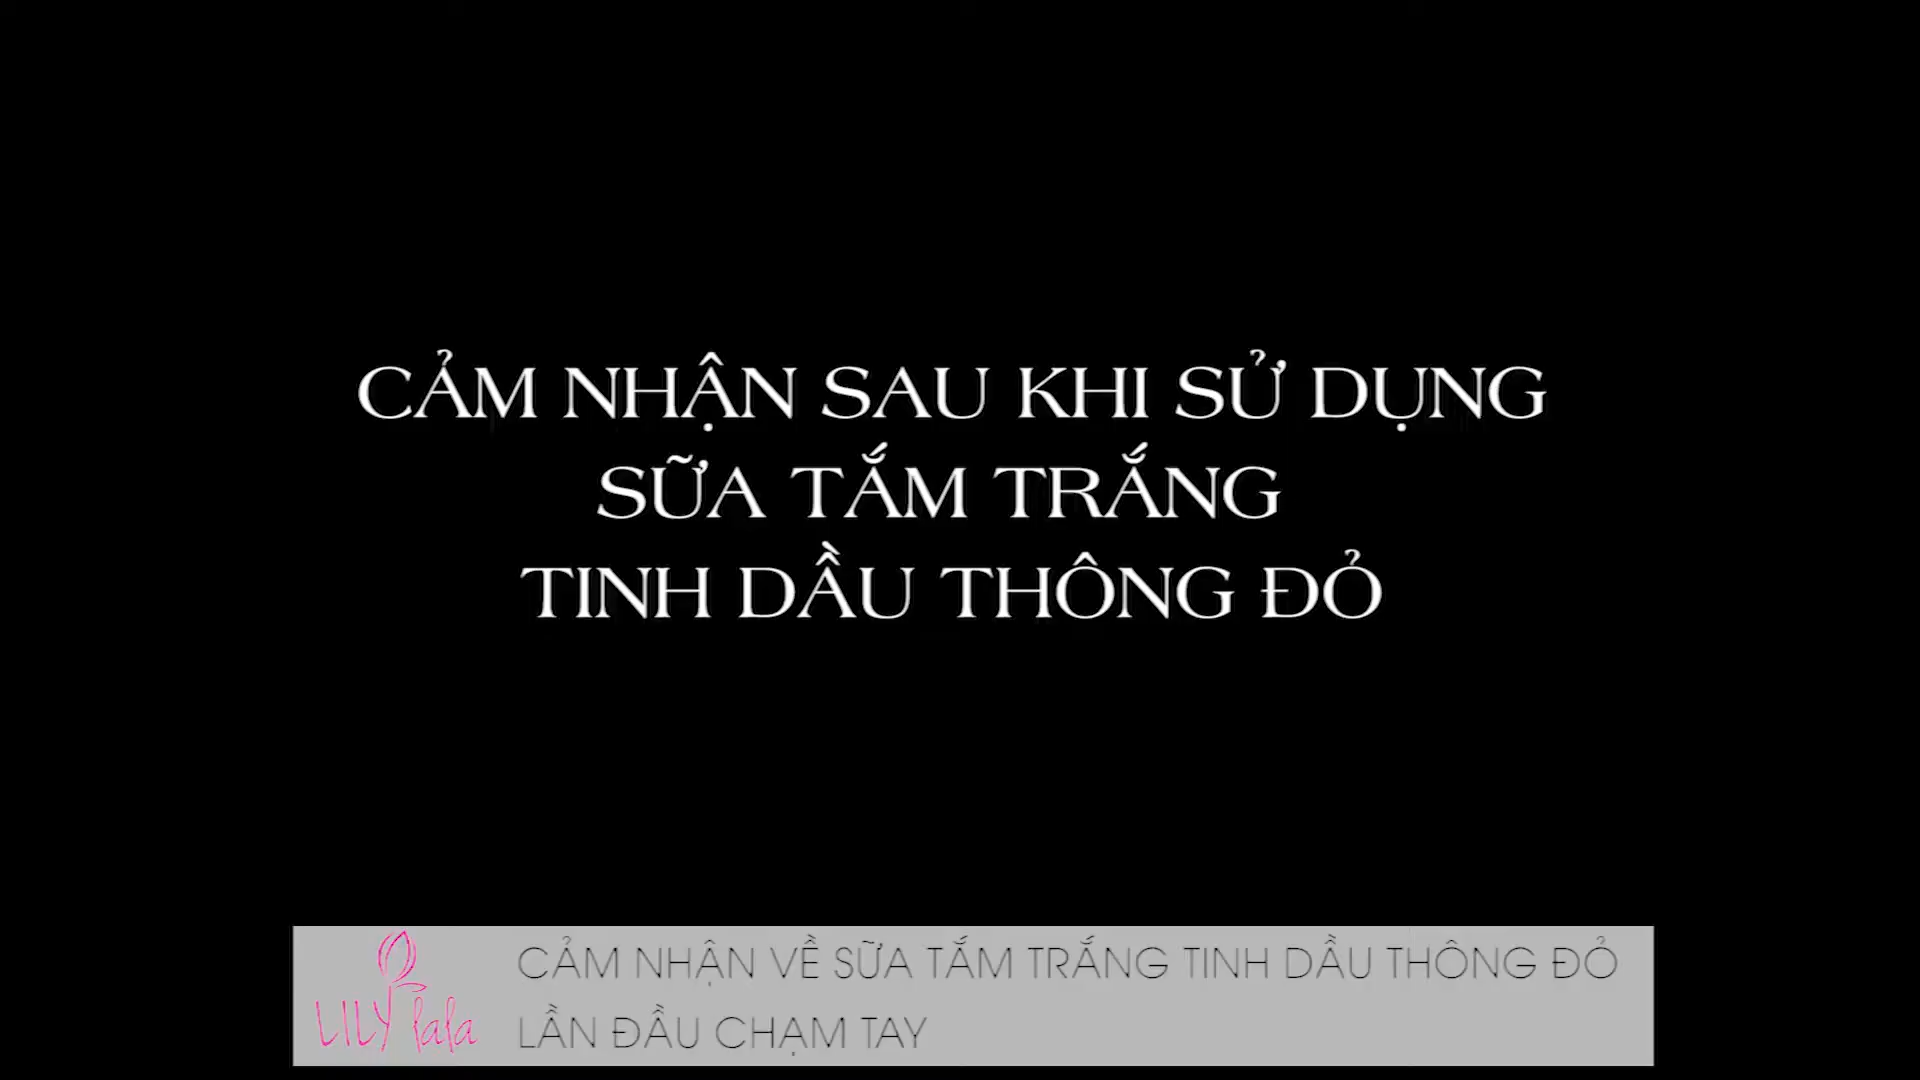 CẢM NHẬN SAU KHI SỬ DỤNG
SỮA TẮM TRẮNG
TINH DẦU THÔNG ĐỎ
LILY lala
CẢM NHẬN VỀ SỮA TẮM TRẮNG TINH DẦU THÔNG ĐỎ
LẦN ĐẦU CHẠM TAY